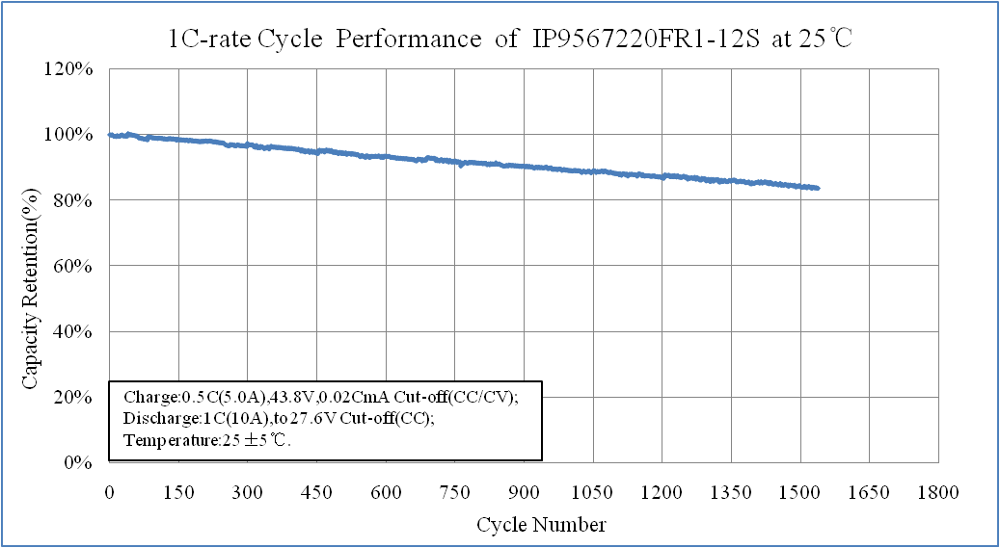 1C-rate Cycle Performance of IP9567220FR1-12S at 25℃
120%
100%
80%
60%
40%
20%
0%
Capacity Retention(%)
Charge:0.5C(5.0A),43.8V,0.02CmA Cut-off(CC/CV);
Discharge:1C(10A),to 27.6V Cut-off(CC);
Temperature:25±5℃.
0 150 300 450 600 750 900 1050 1200 1350 1500 1650 1800
Cycle Number